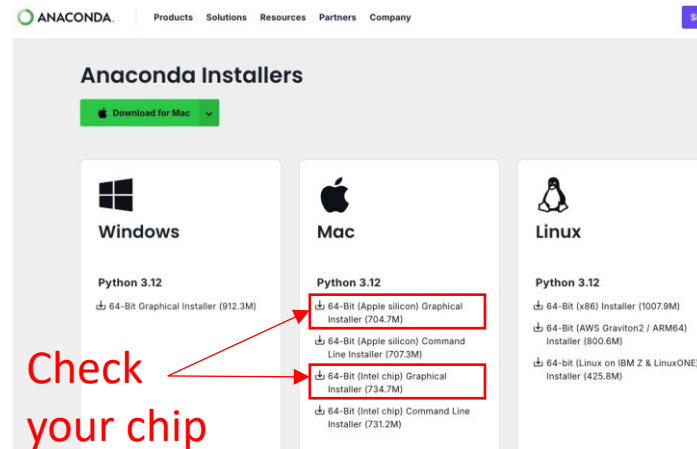 ANACONDA.
Products Solutions Resources Partners Company
Anaconda Installers
Download for Mac
Windows
Python 3.12
64-Bit Graphical Installer (912.3M)
Mac
Python 3.12
64-Bit (Apple silicon) Graphical
Installer (704.7M)
64-Bit (Apple silicon) Command
Line Installer (707.3M)
64-Bit (Intel chip) Graphical
Installer (734.7M)
64-Bit (Intel chip) Command Line
Installer (731.2M)
Linux
Python 3.12
64-Bit (x86) Installer (1007.9M)
64-Bit (AWS Graviton2 / ARM64)
Installer (800.6M)
64-bit (Linux on IBM Z & LinuxONE)
Installer (425.8M)
Check
your chip